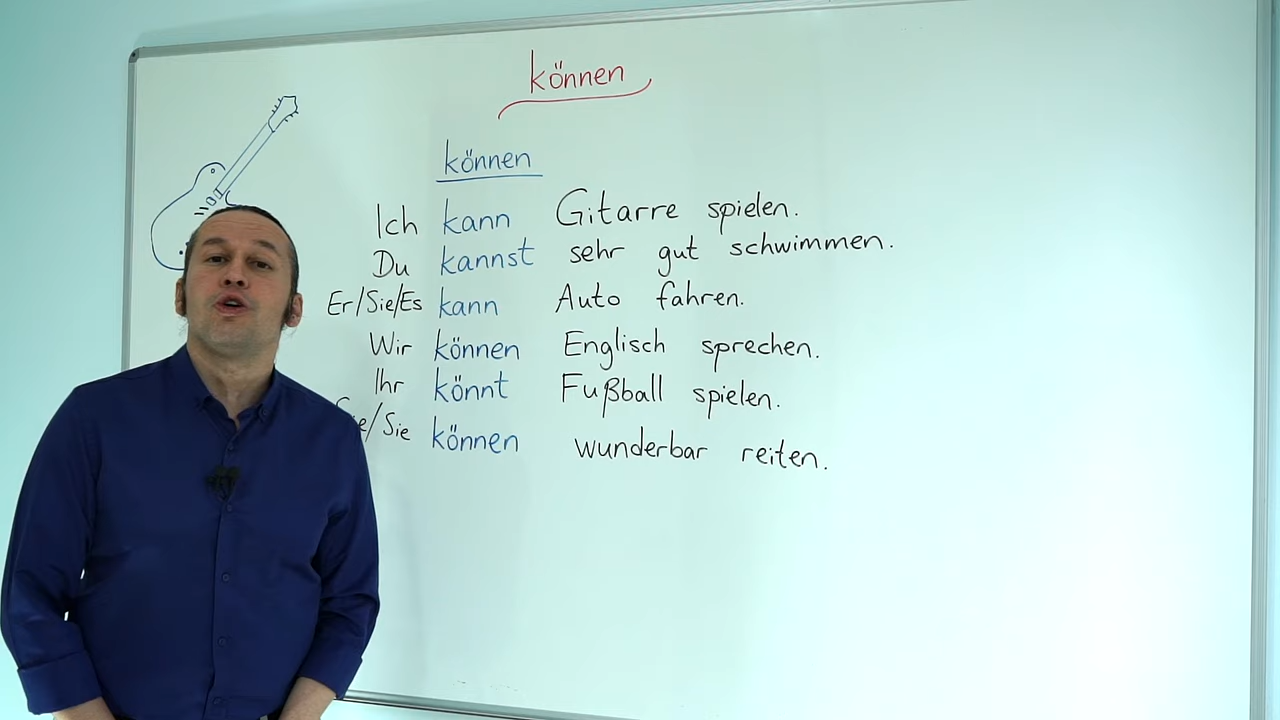 können
können
Ich kann Gitarre spielen.
Du kannst sehr gut schwimmen.
Er/Sie/Es kann Auto fahren.
Wir können Englisch sprechen.
Ihr könnt Fußball spielen.
Sie/Sie können wunderbar reiten.